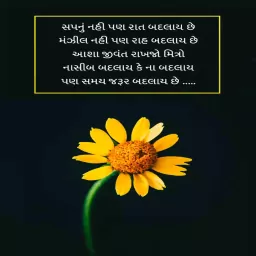 સપનું નહી પણ રાત બદલાય છે
મંઝીલ નહી પણ રાહ બદલાય છે
આશા જીવંત રાખજો મિત્રો
નાસીબ બદલાય કે ના બદલાય
પણ સમય જરૂર બદલાય છે .....